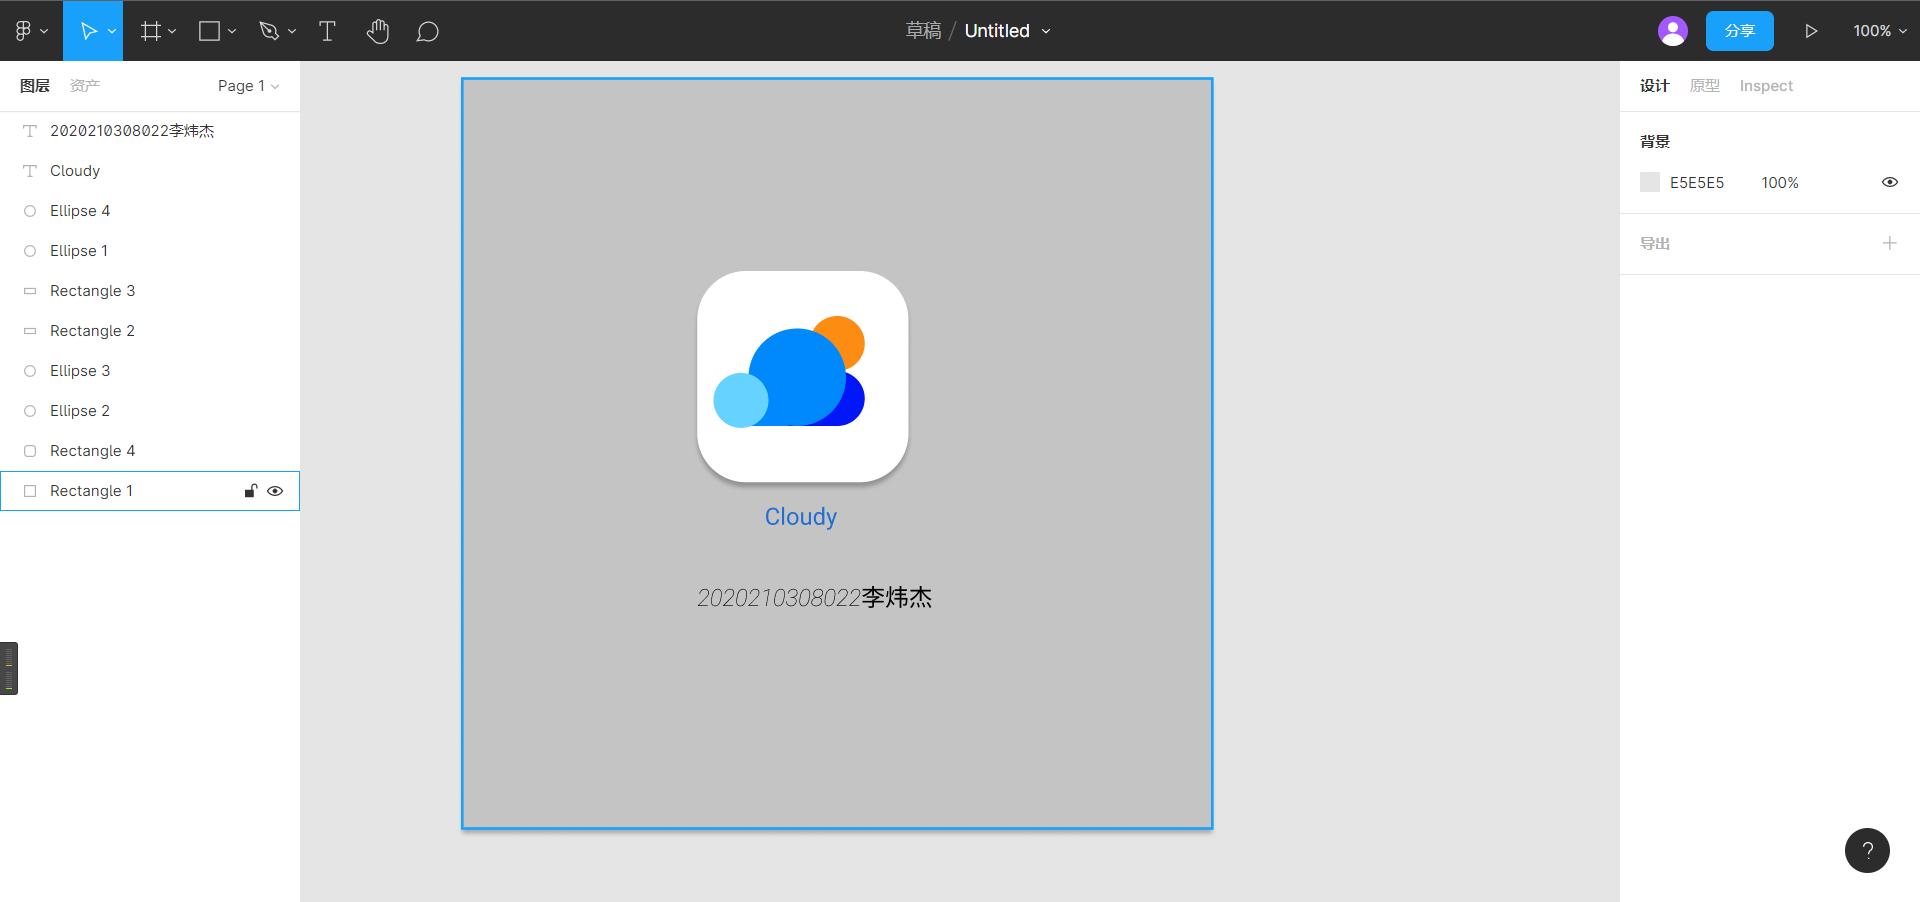 草稿 / Untitled
分享
100%
图层 资产 Page 1
2020210308022李炜杰
Cloudy
Ellipse 4
Ellipse 1
Rectangle 3
Rectangle 2
Ellipse 3
Ellipse 2
Rectangle 4
Rectangle 1
Cloudy
2020210308022李炜杰
设计 原型 Inspect
背景
E5E5E5 100%
导出
?